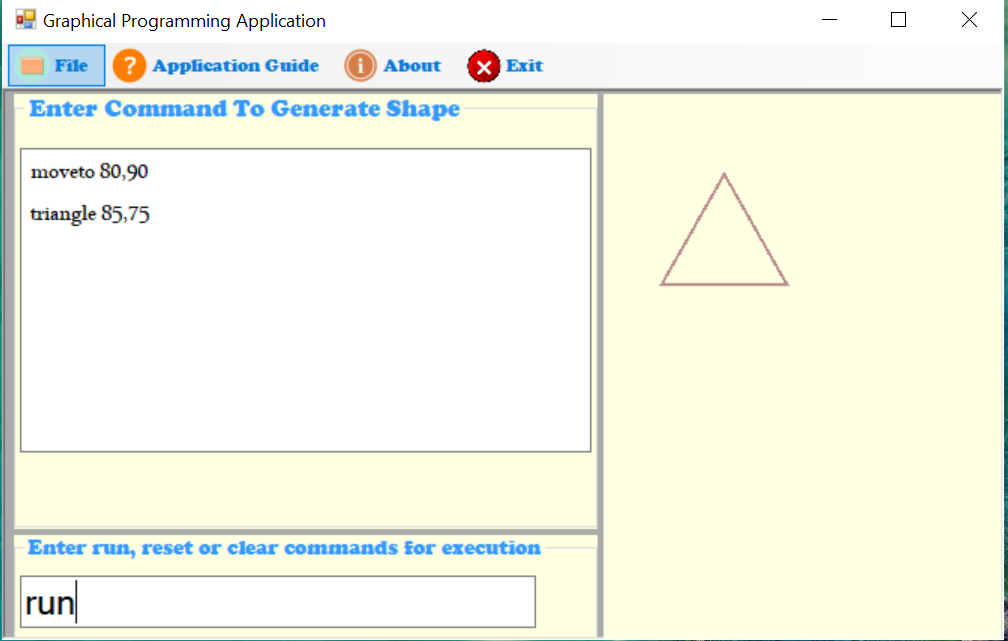 Graphical Programming Application
File ? Application Guide i About Exit
Enter Command To Generate Shape
moveto 80,90
triangle 85,75
Enter run, reset or clear commands for execution
run